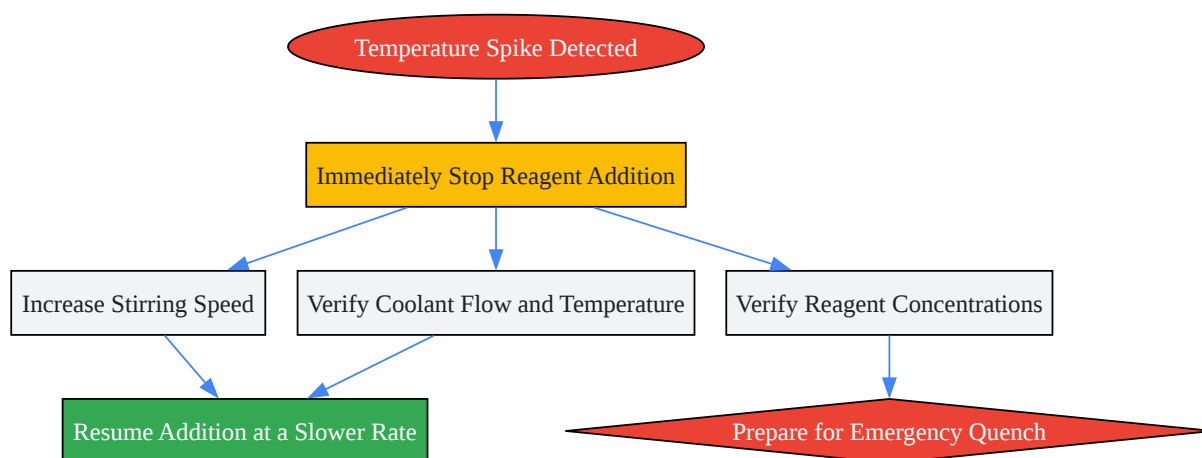 Temperature Spike Detected
Immediately Stop Reagent Addition
Increase Stirring Speed
Verify Coolant Flow and Temperature
Verify Reagent Concentrations
Resume Addition at a Slower Rate
Prepare for Emergency Quench